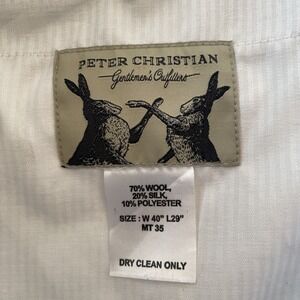 PETER CHRISTIAN
Gentlemen's Outfitters
70% WOOL,
20% SILK,
10% POLYESTER
SIZE : W 40" L29"
MT 35
DRY CLEAN ONLY